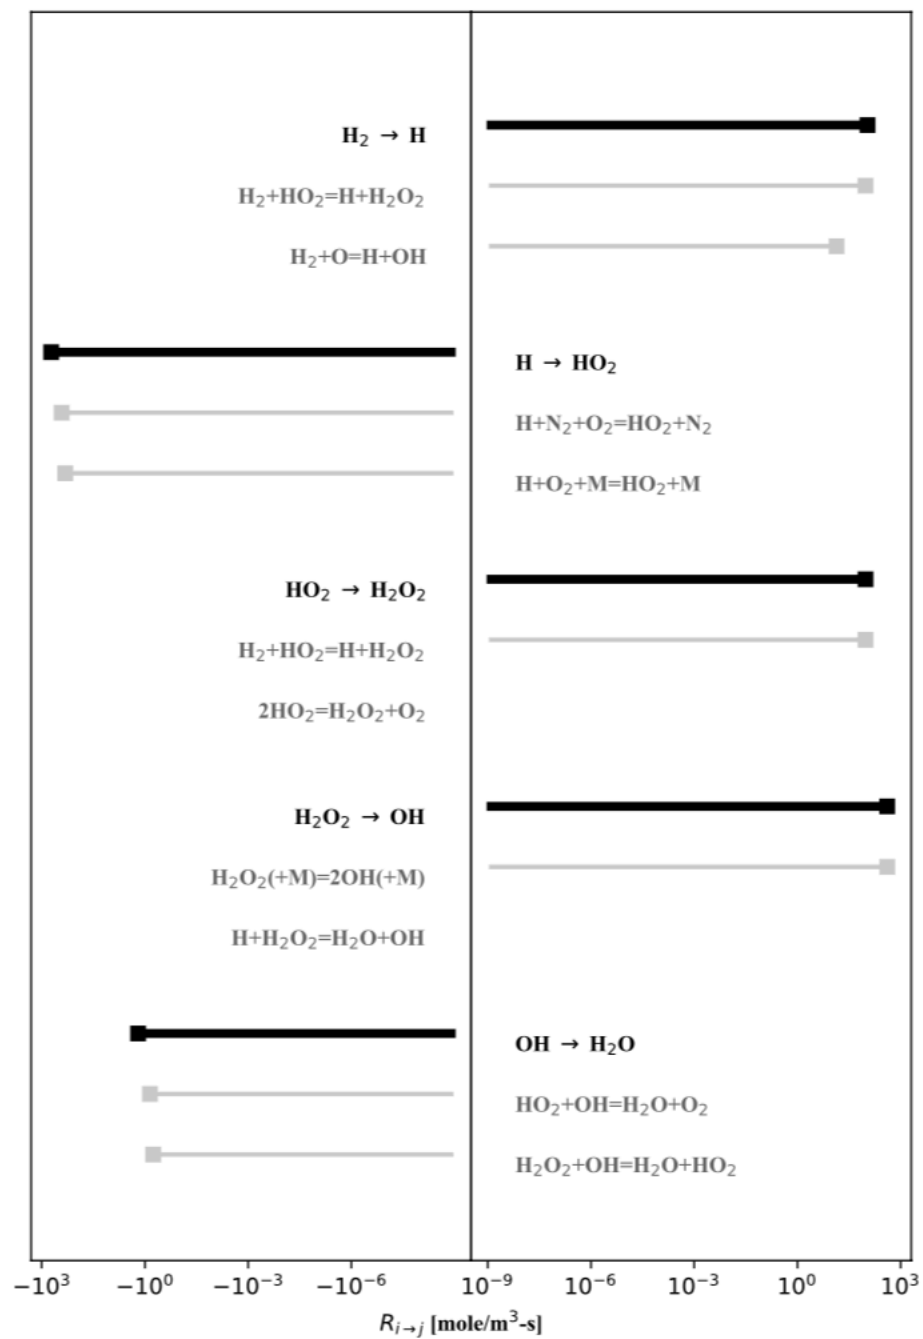 H₂ → H
H₂+HO₂=H+H₂O₂
H₂+O=H+OH
H → HO₂
H+N₂+O₂=HO₂+N₂
H+O₂+M=HO₂+M
HO₂ → H₂O₂
H₂+HO₂=H+H₂O₂
2HO₂=H₂O₂+O₂
H₂O₂ → OH
H₂O₂(+M)=2OH(+M)
H+H₂O₂=H₂O+OH
OH → H₂O
HO₂+OH=H₂O+O₂
H₂O₂+OH=H₂O+HO₂
−10³ −10⁰ −10⁻³ −10⁻⁶ 10⁻⁹ 10⁻⁶ 10⁻³ 10⁰ 10³
R_{i→j} [mole/m³-s]